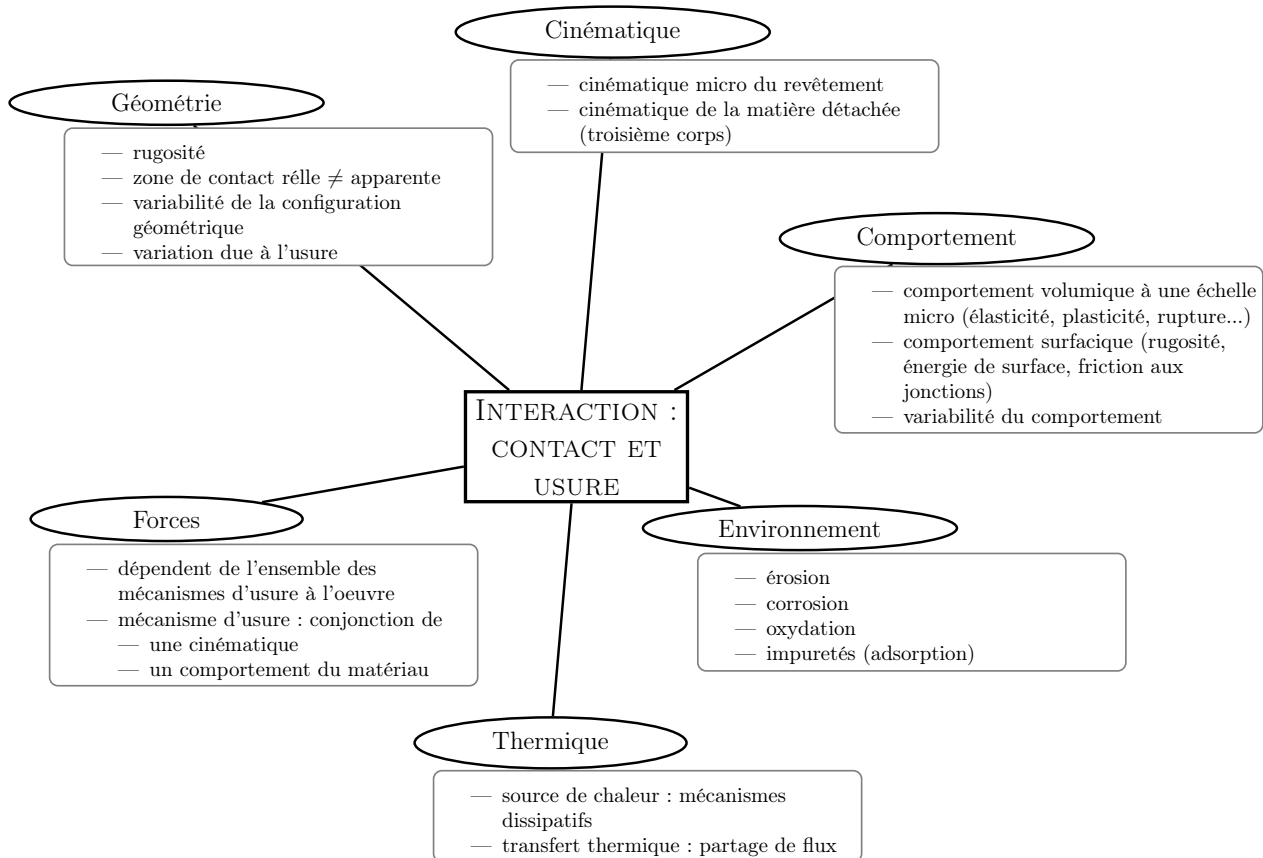 Cinématique
— cinématique micro du revêtement
— cinématique de la matière détachée
(troisième corps)
Géométrie
— rugosité
— zone de contact rélle ≠ apparente
— variabilité de la configuration
géométrique
— variation due à l'usure
Comportement
— comportement volumique à une échelle
micro (élasticité, plasticité, rupture...)
— comportement surfacique (rugosité,
énergie de surface, friction aux
jonctions)
— variabilité du comportement
INTERACTION :
CONTACT ET
USURE
Forces
— dépendent de l'ensemble des
mécanismes d'usure à l'oeuvre
— mécanisme d'usure : conjonction de
— une cinématique
— un comportement du matériau
Environnement
— érosion
— corrosion
— oxydation
— impuretés (adsorption)
Thermique
— source de chaleur : mécanismes
dissipatifs
— transfert thermique : partage de flux